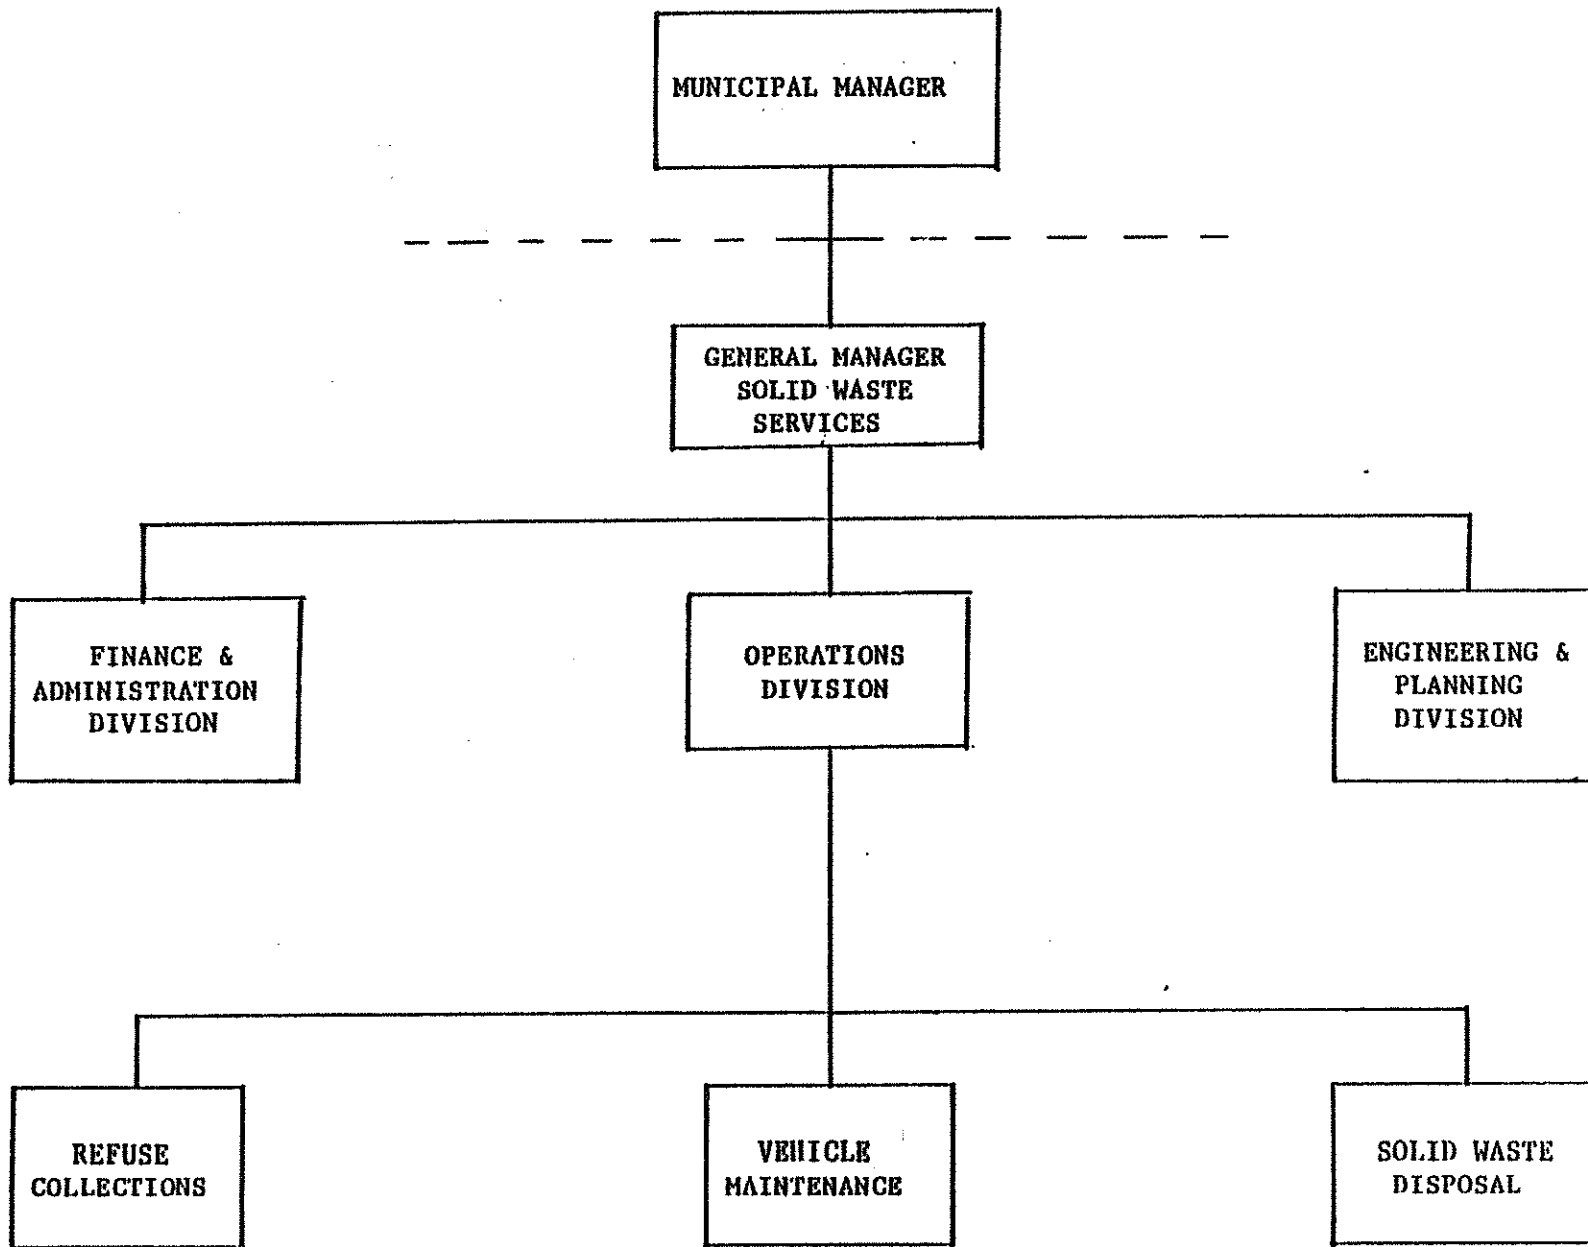 MUNICIPAL MANAGER
GENERAL MANAGER
SOLID WASTE
SERVICES
FINANCE &
ADMINISTRATION
DIVISION
OPERATIONS
DIVISION
ENGINEERING &
PLANNING
DIVISION
REFUSE
COLLECTIONS
VEHICLE
MAINTENANCE
SOLID WASTE
DISPOSAL